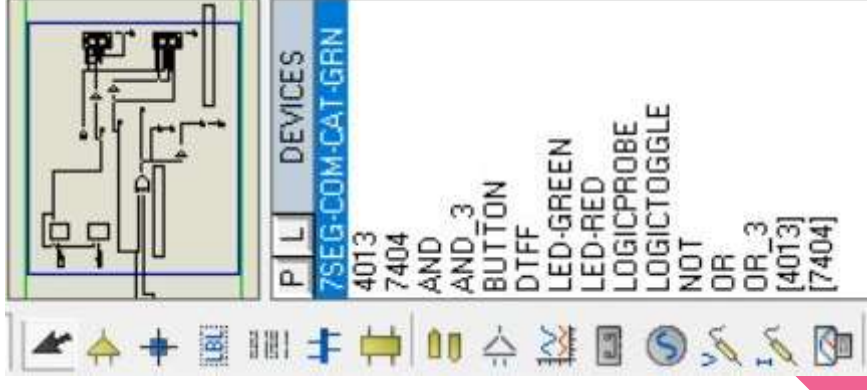 P L DEVICES
7SEG-COM-CAT-GRN
4013
7404
AND
AND_3
BUTTON
DTFF
LED-GREEN
LED-RED
LOGICPROBE
LOGICTOGGLE
NOT
OR
OR_3
[4013]
[7404]
LBL
V
I